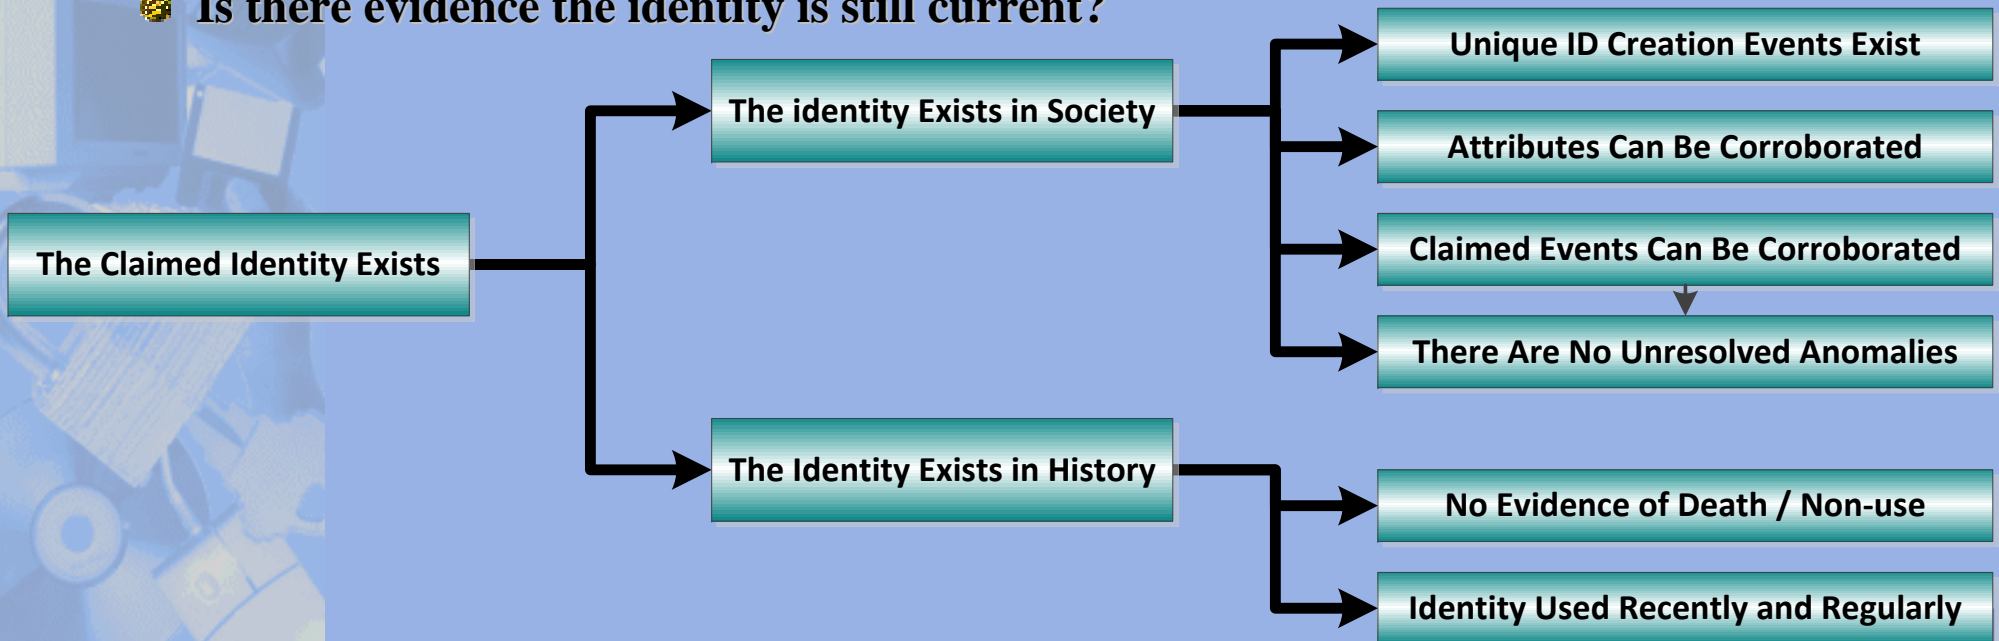 Is there evidence the identity is still current?
The Claimed Identity Exists
The identity Exists in Society
Unique ID Creation Events Exist
Attributes Can Be Corroborated
Claimed Events Can Be Corroborated
There Are No Unresolved Anomalies
The Identity Exists in History
No Evidence of Death / Non-use
Identity Used Recently and Regularly